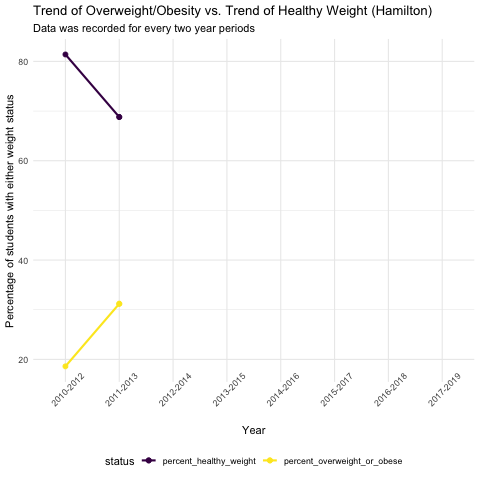 Trend of Overweight/Obesity vs. Trend of Healthy Weight (Hamilton)
Data was recorded for every two year periods
Percentage of students with either weight status
80
60
40
20
2010-2012
2011-2013
2012-2014
2013-2015
2014-2016
2015-2017
2016-2018
2017-2019
Year
status
percent_healthy_weight
percent_overweight_or_obese